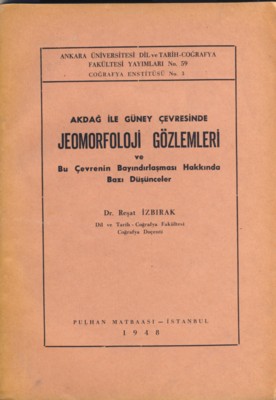 ANKARA ÜNİVERSİTESİ DİL ve TARİH-COĞRAFYA
FAKÜLTESİ YAYIMLARI No. 59
COĞRAFYA ENSTİTÜSÜ No. 3
AKDAĞ İLE GÜNEY ÇEVRESİNDE
JEOMORFOLOJİ GÖZLEMLERİ
ve
Bu Çevrenin Bayındırlaşması Hakkında
Bazı Düşünceler
Dr. Reşat İZBIRAK
Dil ve Tarih - Coğrafya Fakültesi
Coğrafya Doçenti
PULHAN MATBAASI — İSTANBUL
1948